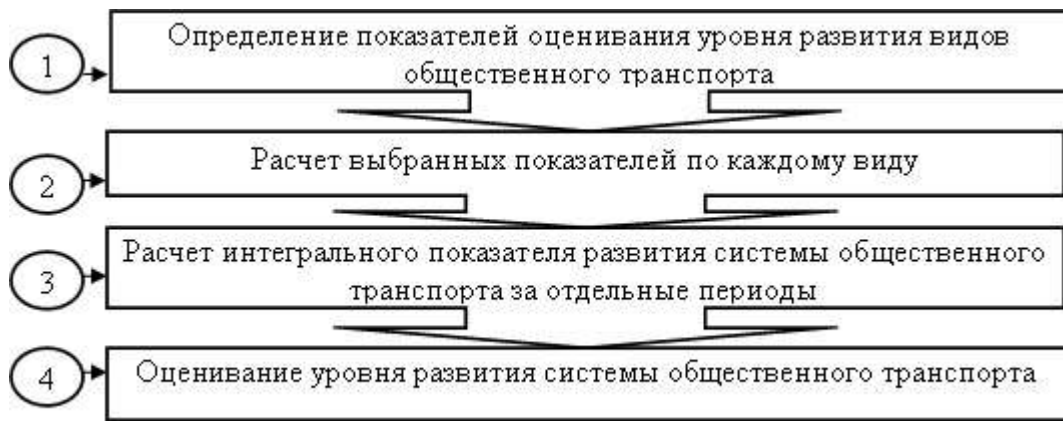 1
Определение показателей оценивания уровня развития видов
общественного транспорта
2
Расчет выбранных показателей по каждому виду
3
Расчет интегрального показателя развития системы общественного
транспорта за отдельные периоды
4
Оценивание уровня развития системы общественного транспорта